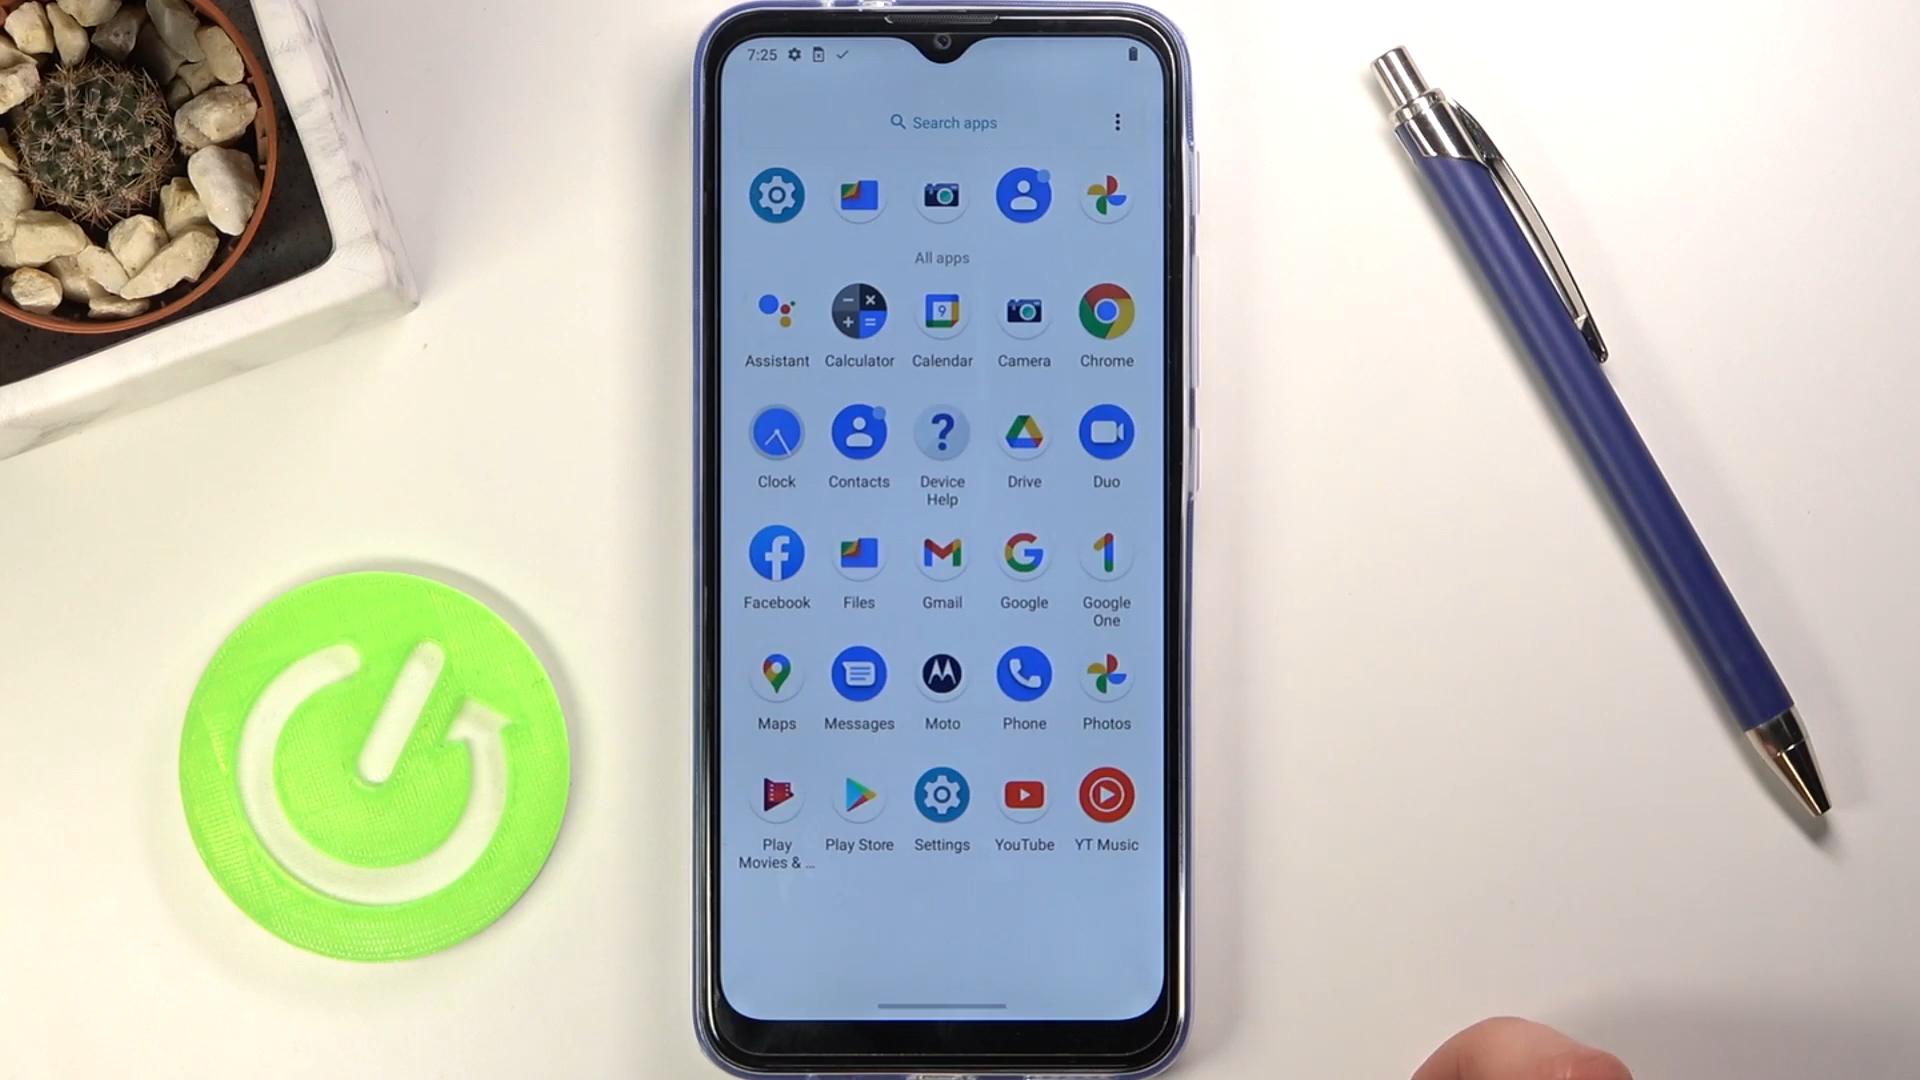 7:25
Search apps
All apps
9
Assistant Calculator Calendar Camera Chrome
Clock Contacts Device Help Drive Duo
Facebook Files Gmail Google Google One
Maps Messages Moto Phone Photos
Play Movies & ... Play Store Settings YouTube YT Music